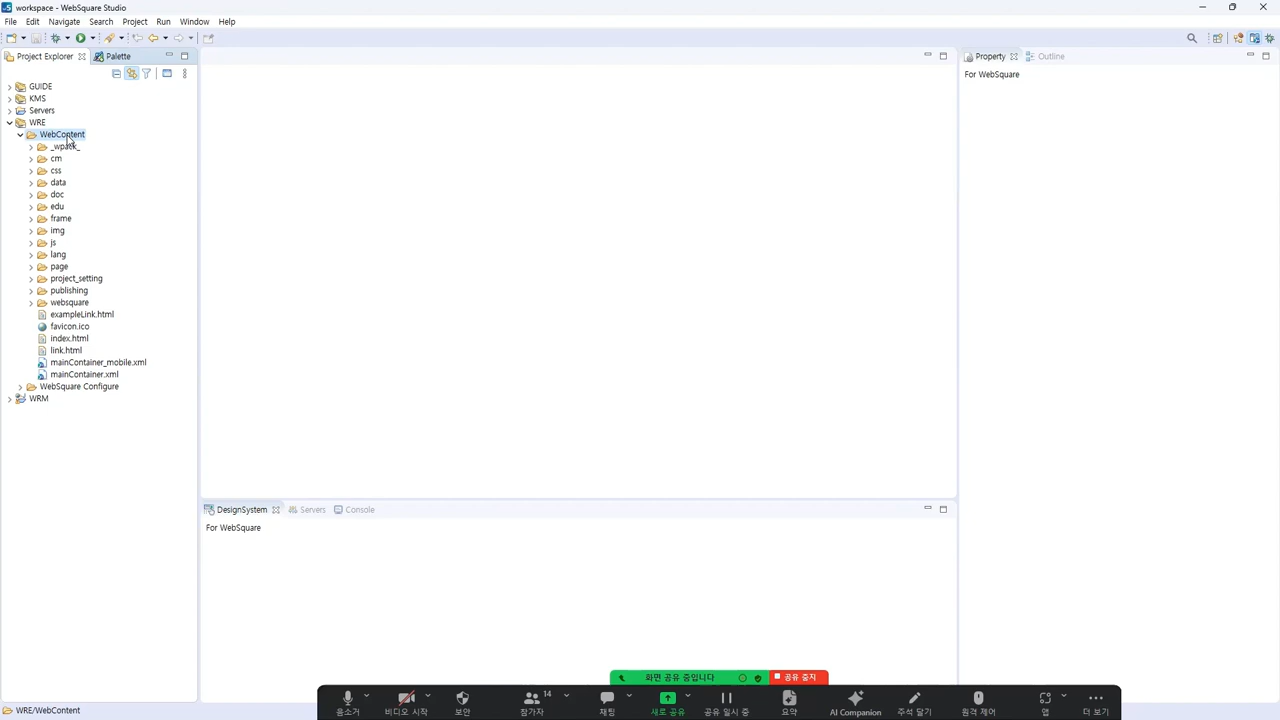 workspace - WebSquare Studio
File Edit Navigate Search Project Run Window Help
Project Explorer
Palette
GUIDE
KMS
Servers
WRE
WebContent
_wpack_
cm
css
data
doc
edu
frame
img
js
lang
page
project_setting
publishing
websquare
exampleLink.html
favicon.ico
index.html
link.html
mainContainer_mobile.xml
mainContainer.xml
WebSquare Configure
WRM
Property
Outline
For WebSquare
DesignSystem
Servers
Console
For WebSquare
화면 공유 중입니다
공유 중지
14
음소거
비디오 시작
보안
참가자
채팅
새로 공유
공유 일시 중
요약
AI Companion
주석 달기
원격 제어
앱
더 보기
WRE/WebContent